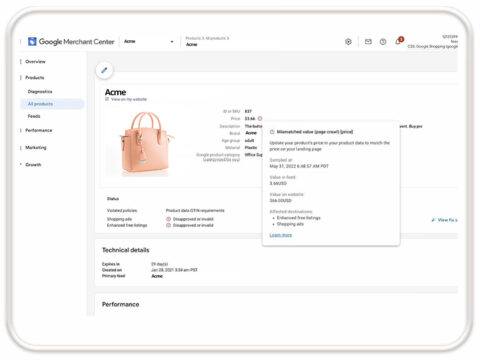 Google Merchant Center
Acme
Products > All products >
Acme
Overview
Products
Diagnostics
All products
Feeds
Performance
Marketing
Growth
Acme
View on my website
ID or SKU 837
Price $3.66
Description
Brand Acme
Age group adult
Material Plastic
Google product category Office Sup
Mismatched value (page crawl) [price]
Update your product's price in your product data to match the
price on your landing page
Sampled at
May 31, 2022 6:48:57 AM PDT
Value in feed
3.66USD
Value on website
366.00USD
Affected destinations:
Enhanced free listings
Shopping ads
Learn more
Status
Violated policies Product data GTIN requirements
Shopping ads Disapproved or invalid
Enhanced free listings Disapproved or invalid
View fix s
Technical details
Expires in 29 day(s)
Created on Jan 28, 2021 3:34 am PST
Primary feed Acme
Performance